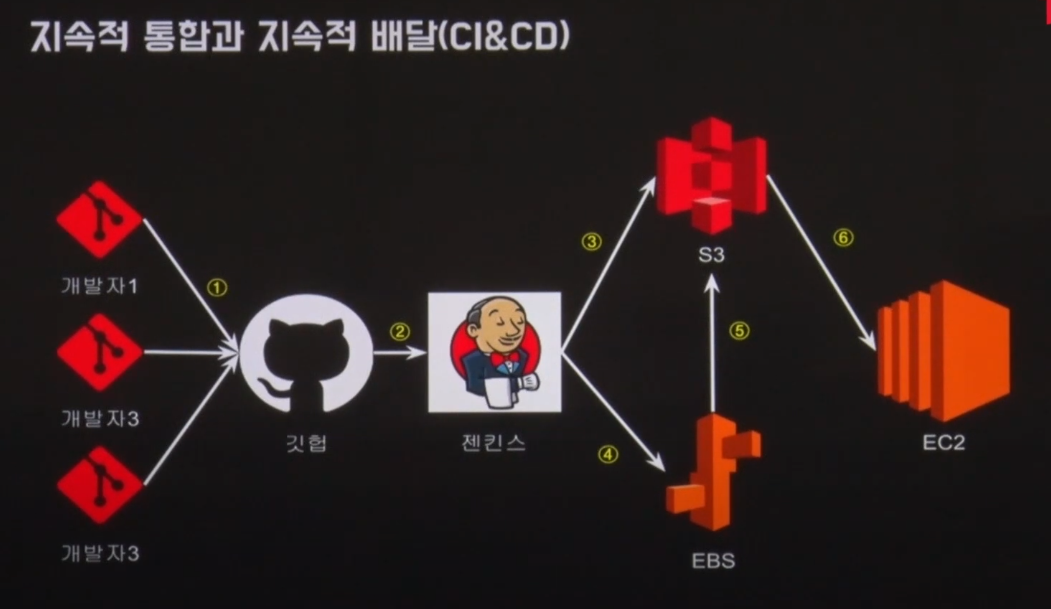 지속적 통합과 지속적 배달(CI&CD)
개발자1
개발자3
개발자3
①
깃헙
②
젠킨스
③
④
S3
⑤
EBS
⑥
EC2